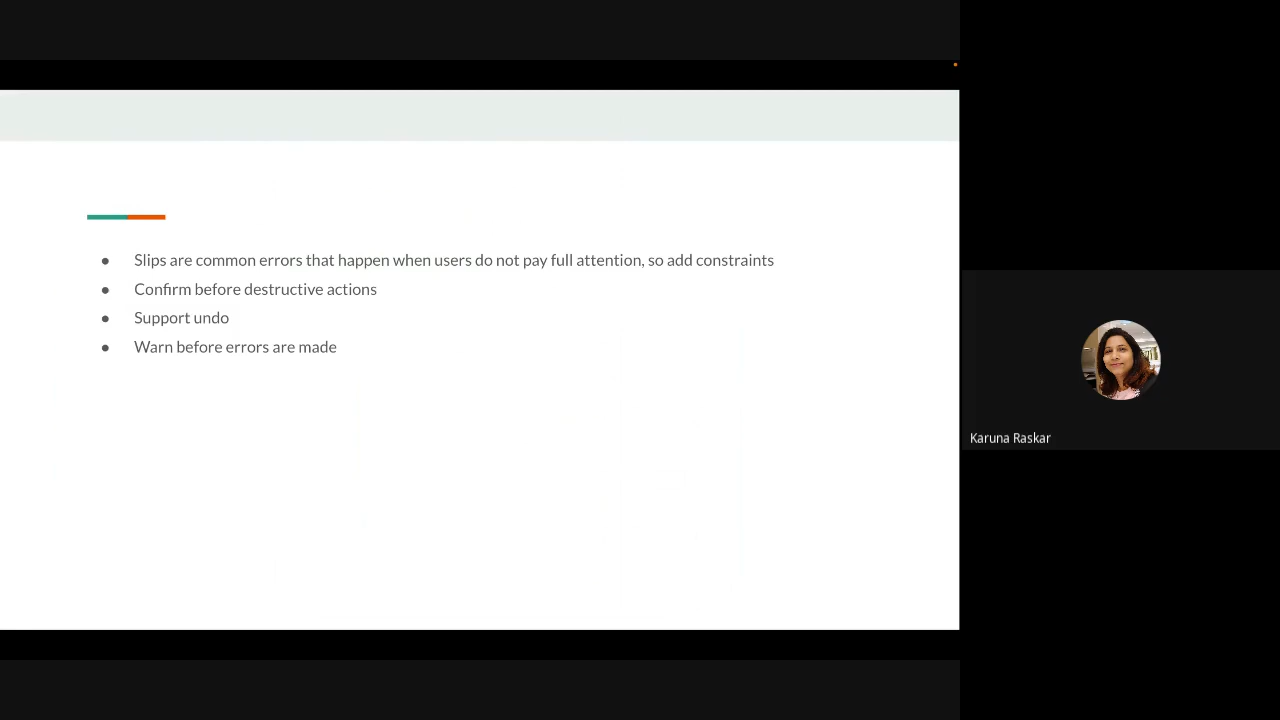 ● Slips are common errors that happen when users do not pay full attention, so add constraints
● Confirm before destructive actions
● Support undo
● Warn before errors are made
Karuna Raskar